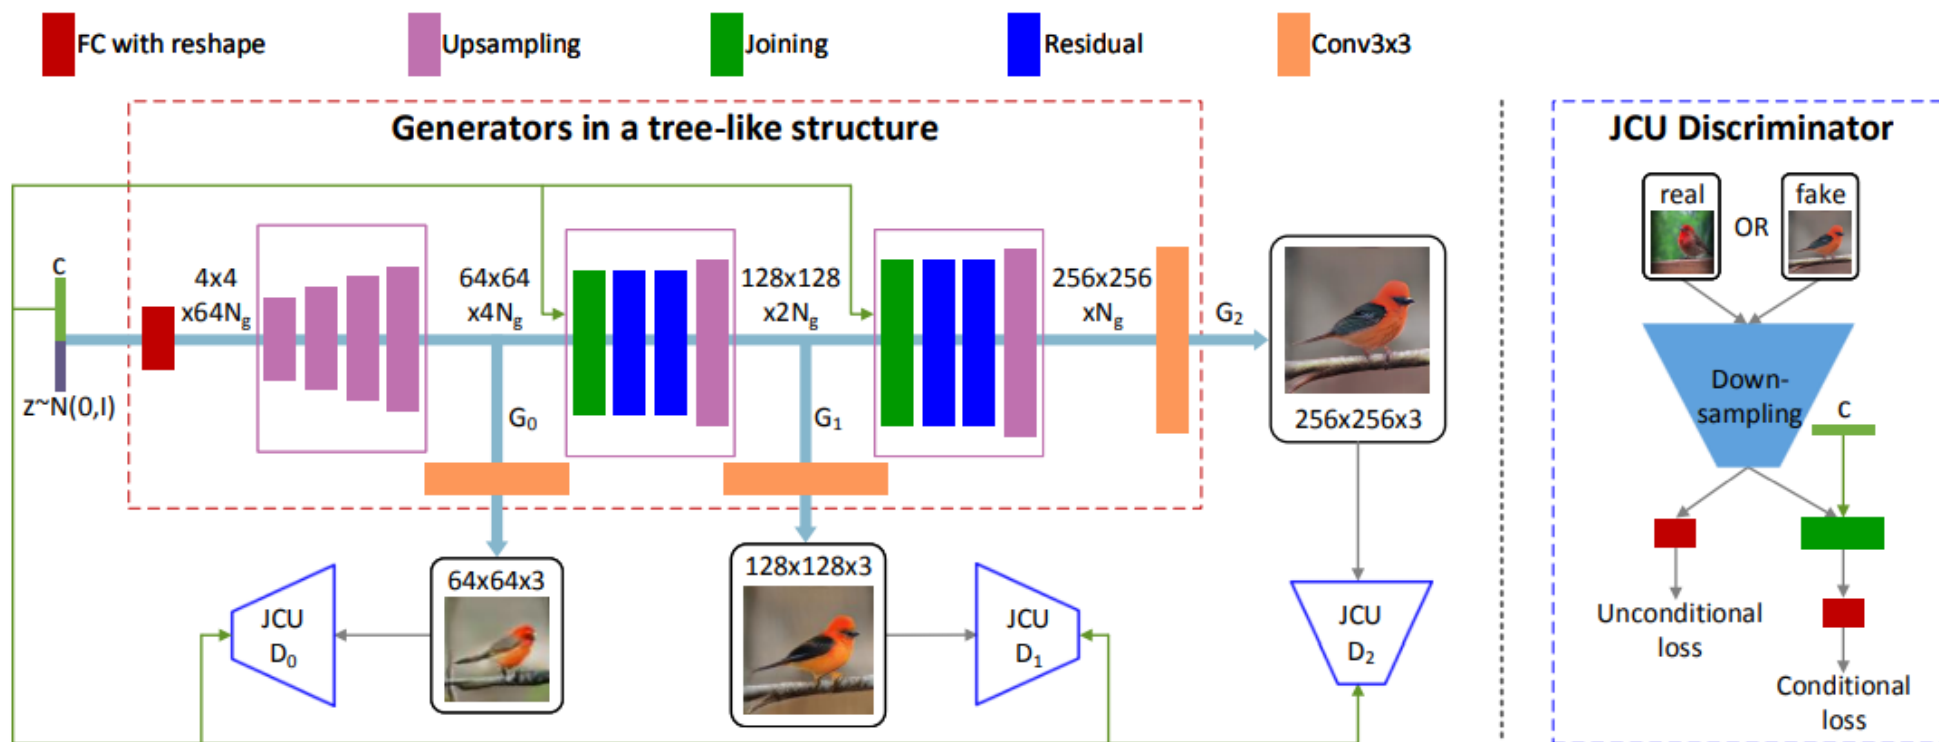 FC with reshape
Upsampling
Joining
Residual
Conv3x3
Generators in a tree-like structure
c
z~N(0,I)
4x4
x64Ng
64x64
x4Ng
128x128
x2Ng
256x256
xNg
G0
G1
G2
256x256x3
64x64x3
128x128x3
JCU
D0
JCU
D1
JCU
D2
JCU Discriminator
real
OR
fake
Down-
sampling
c
Unconditional
loss
Conditional
loss